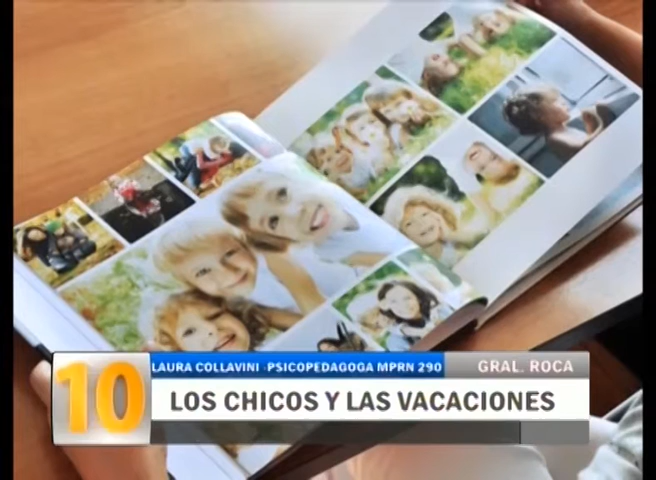 10
LAURA COLLAVINI - PSICOPEDAGOGA MPRN 290
GRAL. ROCA
LOS CHICOS Y LAS VACACIONES